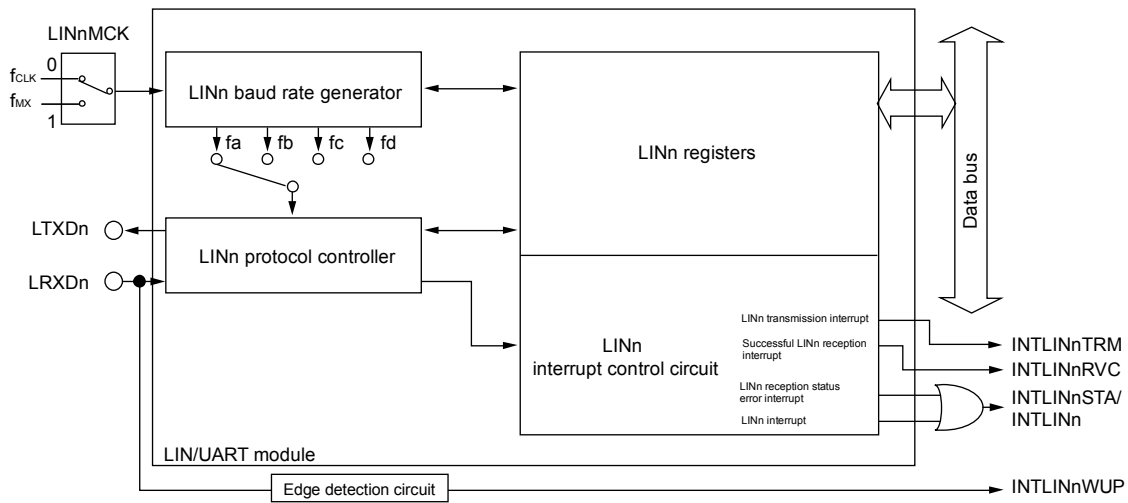 LINnMCK
0
fCLK
fMX
1
LINn baud rate generator
fa
fb
fc
fd
LINn registers
Data bus
LTXDn
LRXDn
LINn protocol controller
LINn
interrupt control circuit
LINn transmission interrupt
Successful LINn reception
interrupt
LINn reception status
error interrupt
LINn interrupt
INTLINnTRM
INTLINnRVC
INTLINnSTA/
INTLINn
LIN/UART module
Edge detection circuit
INTLINnWUP